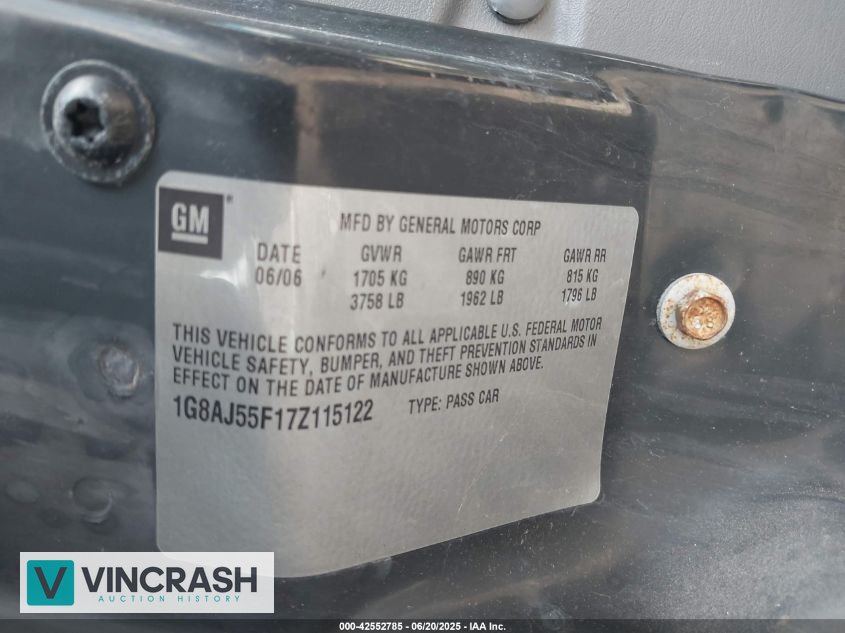 GM®
MFD BY GENERAL MOTORS CORP
DATE GVWR GAWR FRT GAWR RR
06/06 1705 KG 890 KG 815 KG
3758 LB 1962 LB 1796 LB
THIS VEHICLE CONFORMS TO ALL APPLICABLE U.S. FEDERAL MOTOR
VEHICLE SAFETY, BUMPER, AND THEFT PREVENTION STANDARDS IN
EFFECT ON THE DATE OF MANUFACTURE SHOWN ABOVE.
1G8AJ55F17Z115122 TYPE: PASS CAR
VINCRASH
AUCTION HISTORY
000-42552785 - 06/20/2025 - IAA Inc.